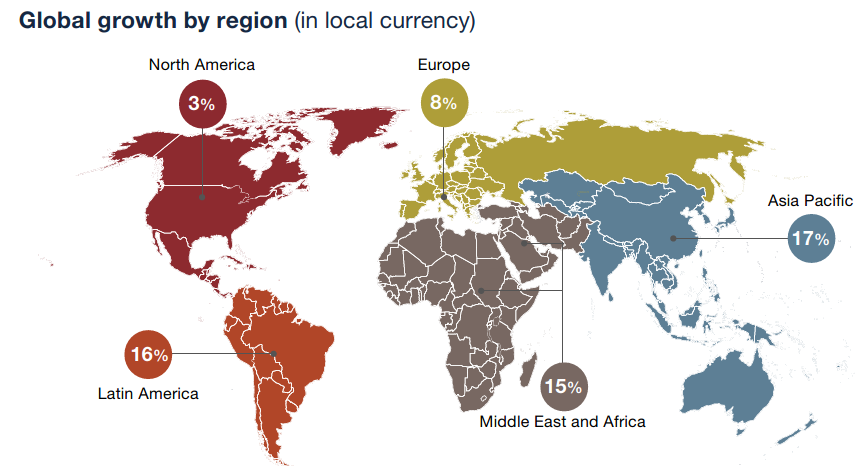 Global growth by region (in local currency)
North America
3%
Europe
8%
Asia Pacific
17%
16%
Latin America
15%
Middle East and Africa